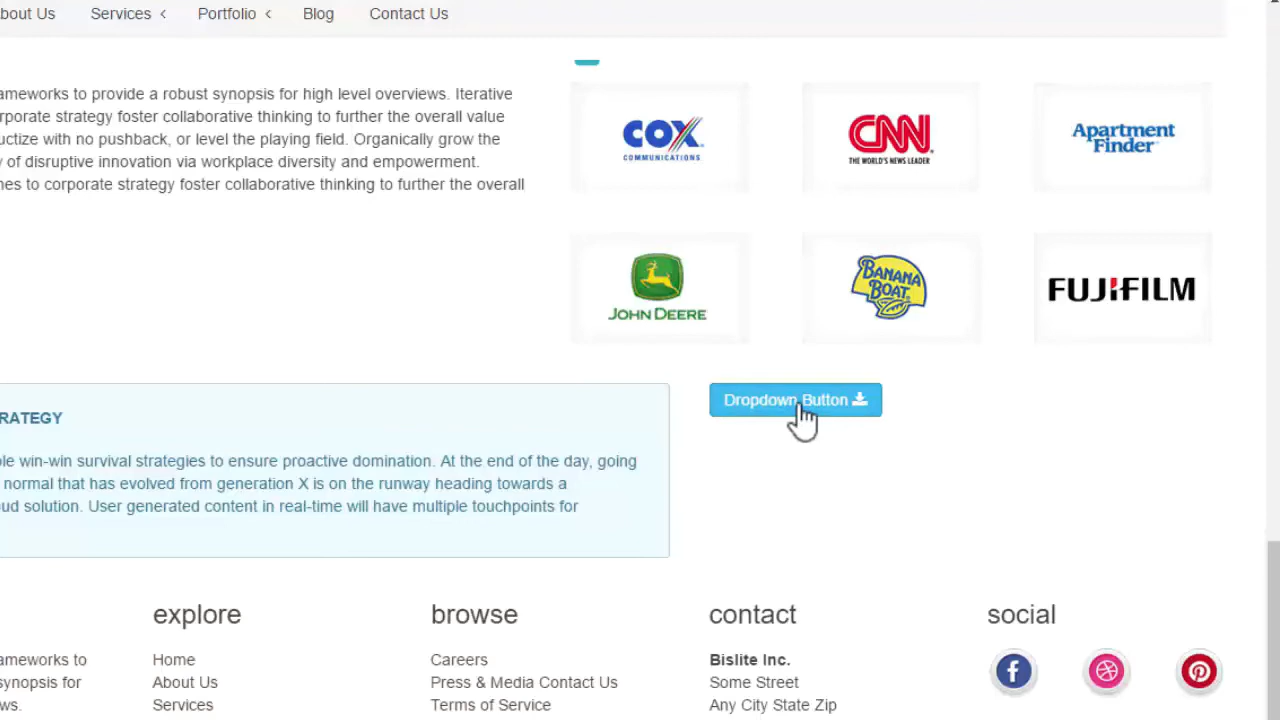 bout Us Services Portfolio Blog Contact Us
ameworks to provide a robust synopsis for high level overviews. Iterative
rporate strategy foster collaborative thinking to further the overall value
uctize with no pushback, or level the playing field. Organically grow the
y of disruptive innovation via workplace diversity and empowerment.
hes to corporate strategy foster collaborative thinking to further the overall
COX
COMMUNICATIONS
CNN
THE WORLD'S NEWS LEADER
Apartment
Finder
JOHN DEERE
BANANA
BOAT
FUJIFILM
RATEGY
ole win-win survival strategies to ensure proactive domination. At the end of the day, going
normal that has evolved from generation X is on the runway heading towards a
oud solution. User generated content in real-time will have multiple touchpoints for
Dropdown Button
explore
Home
About Us
Services
browse
Careers
Press & Media Contact Us
Terms of Service
contact
Bislite Inc.
Some Street
Any City State Zip
social
ameworks to
synopsis for
ws.